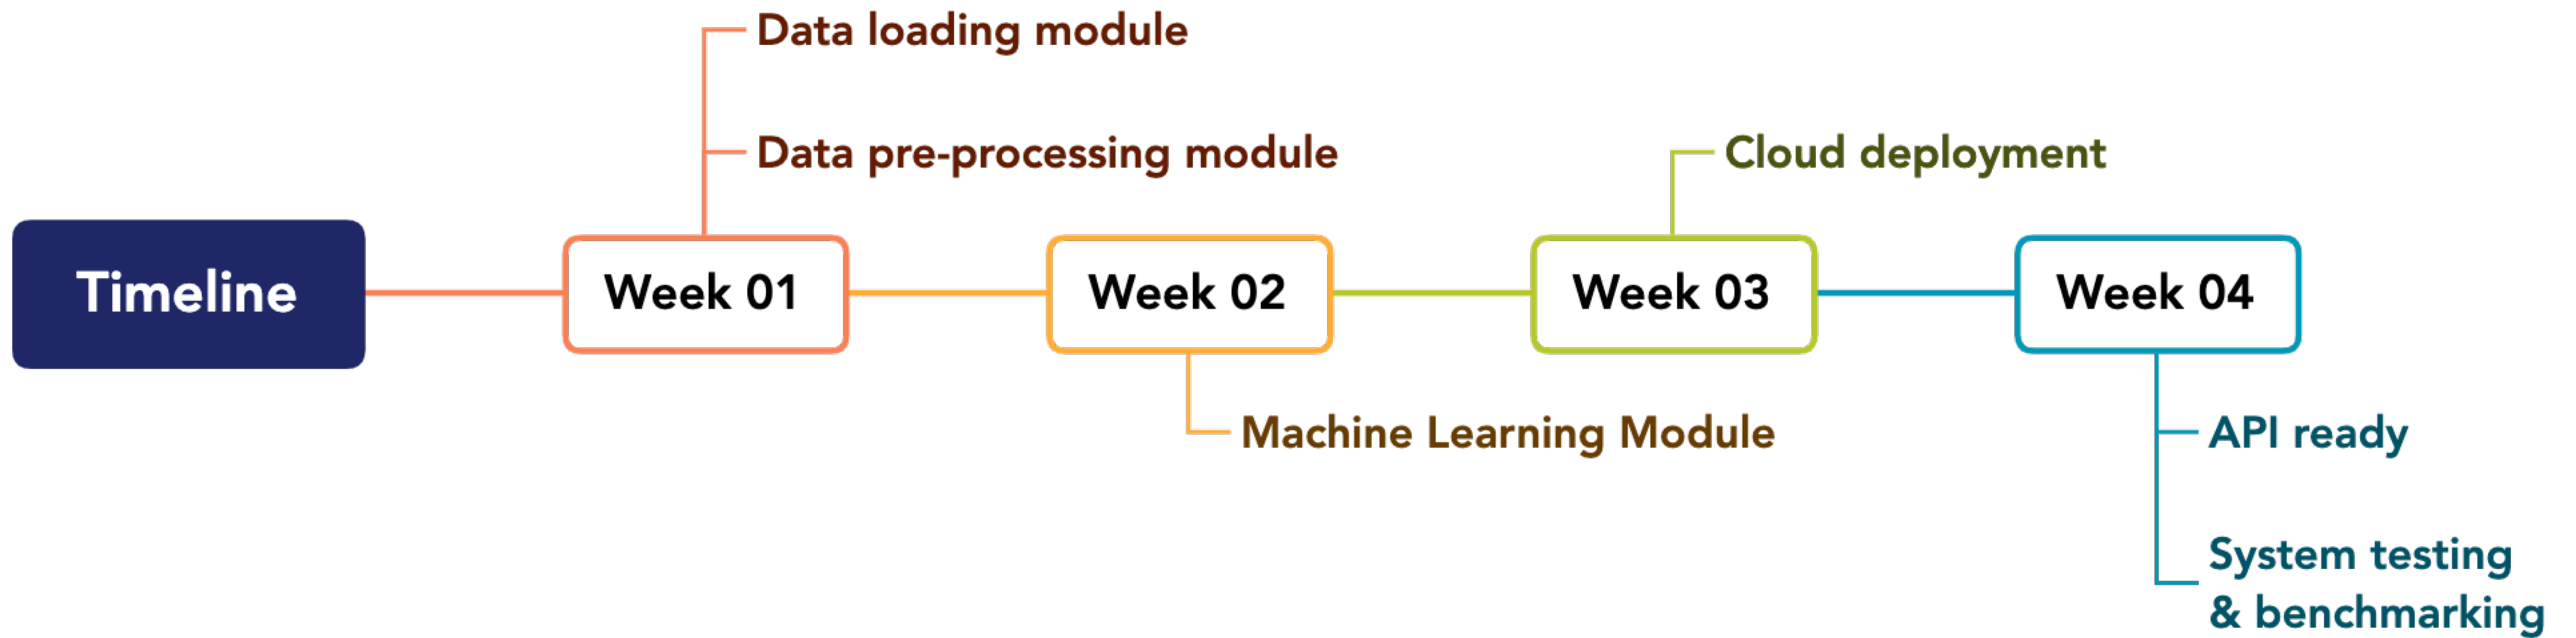 Data loading module
Data pre-processing module
Cloud deployment
Timeline
Week 01
Week 02
Week 03
Week 04
Machine Learning Module
API ready
System testing
& benchmarking